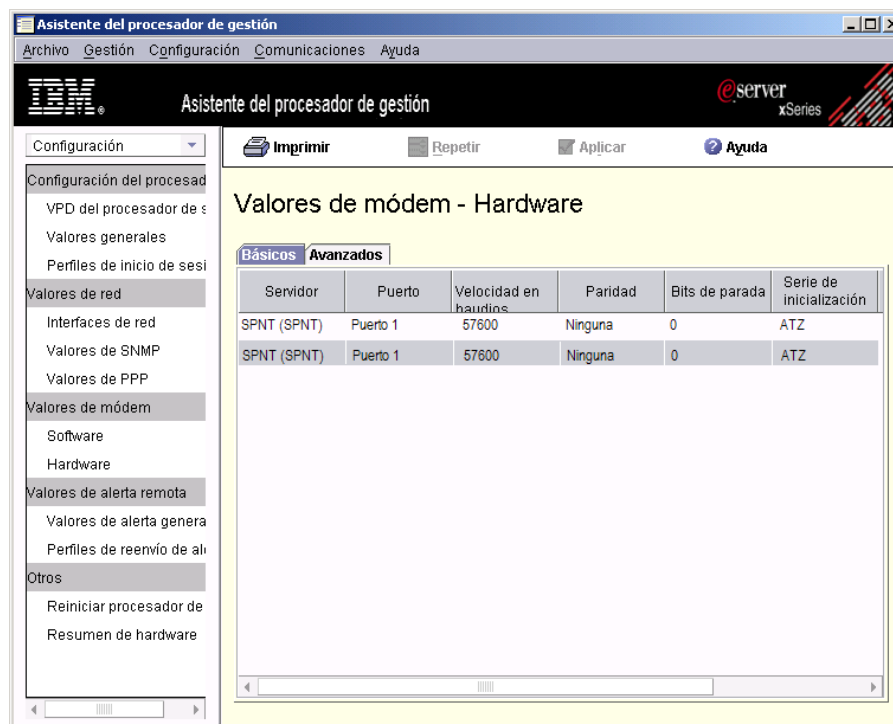 Asistente del procesador de gestión
Archivo Gestión Configuración Comunicaciones Ayuda
IBM® Asistente del procesador de gestión eserver xSeries
Configuración
Imprimir Repetir Aplicar Ayuda
Configuración del procesad
VPD del procesador de s
Valores generales
Perfiles de inicio de sesi
Valores de red
Interfaces de red
Valores de SNMP
Valores de PPP
Valores de módem
Software
Hardware
Valores de alerta remota
Valores de alerta genera
Perfiles de reenvío de ale
Otros
Reiniciar procesador de
Resumen de hardware
Valores de módem - Hardware
Básicos Avanzados
Servidor Puerto Velocidad en baudios Paridad Bits de parada Serie de inicialización
SPNT (SPNT) Puerto 1 57600 Ninguna 0 ATZ
SPNT (SPNT) Puerto 1 57600 Ninguna 0 ATZ